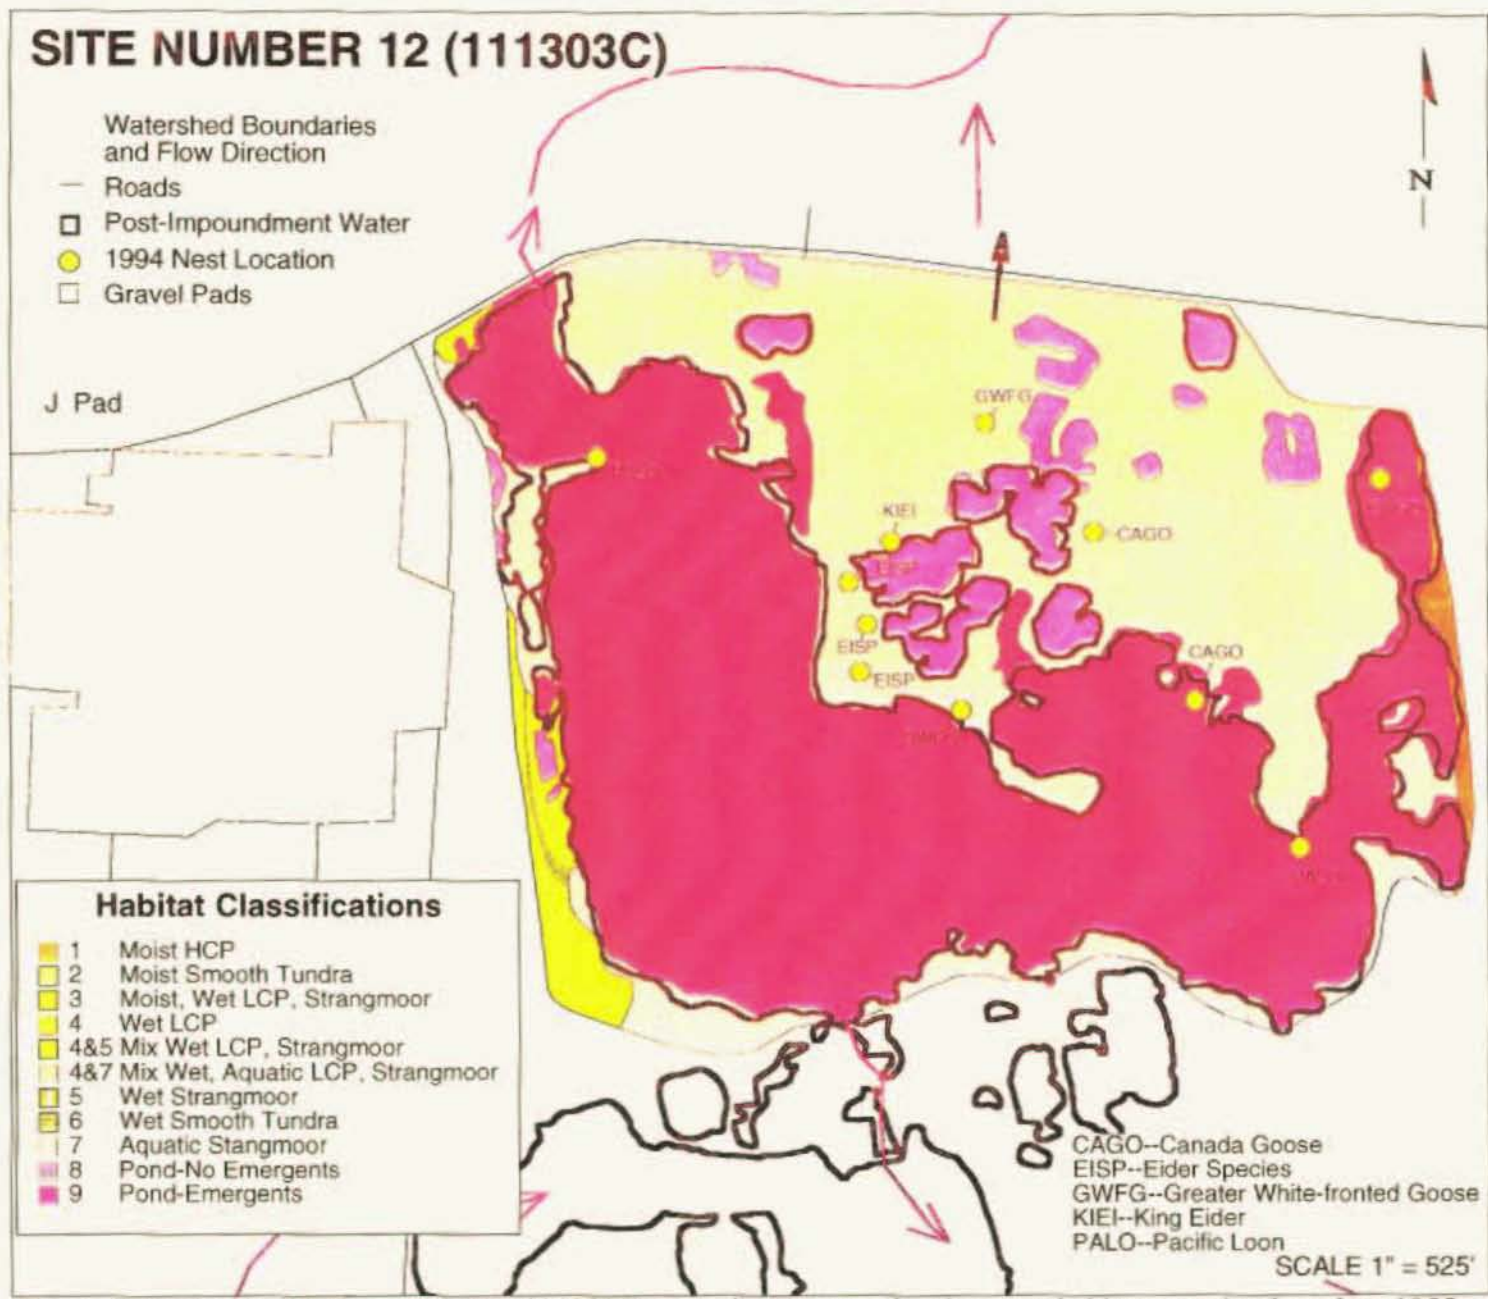 SITE NUMBER 12 (111303C)
Watershed Boundaries
and Flow Direction
Roads
Post-Impoundment Water
1994 Nest Location
Gravel Pads
N
J Pad
GWFG
KIEI
CAGO
EISP
EISP
EISP
CAGO
Habitat Classifications
1 Moist HCP
2 Moist Smooth Tundra
3 Moist, Wet LCP, Strangmoor
4 Wet LCP
4&5 Mix Wet LCP, Strangmoor
4&7 Mix Wet, Aquatic LCP, Strangmoor
5 Wet Strangmoor
6 Wet Smooth Tundra
7 Aquatic Stangmoor
8 Pond-No Emergents
9 Pond-Emergents
CAGO--Canada Goose
EISP--Eider Species
GWFG--Greater White-fronted Goose
KIEI--King Eider
PALO--Pacific Loon
SCALE 1" = 525'